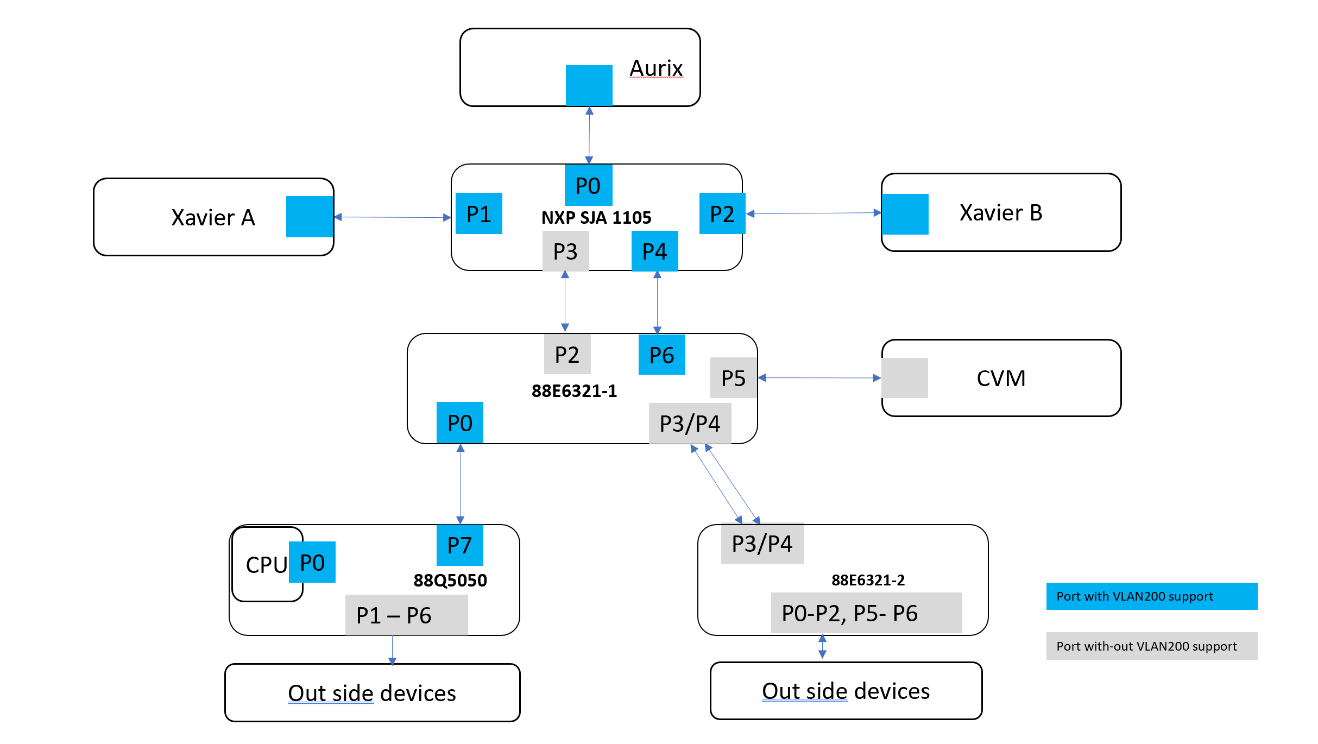 Aurix
P0
Xavier A
P1
NXP SJA 1105
P2
Xavier B
P3
P4
P2
P6
88E6321-1
P5
CVM
P0
P3/P4
CPU
P0
P7
88Q5050
P1 – P6
P3/P4
88E6321-2
P0-P2, P5- P6
Port with VLAN200 support
Port with-out VLAN200 support
Out side devices
Out side devices